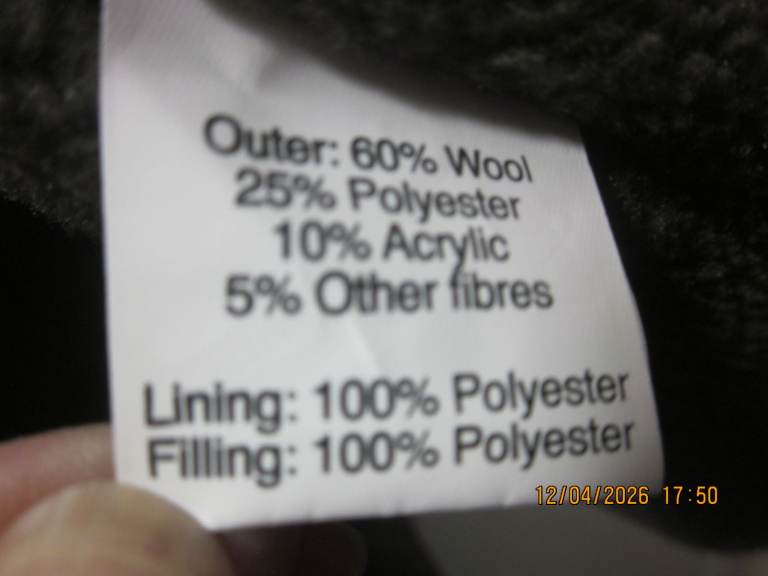 Outer: 60% Wool
25% Polyester
10% Acrylic
5% Other fibres
Lining: 100% Polyester
Filling: 100% Polyester
12/04/2026 17:50